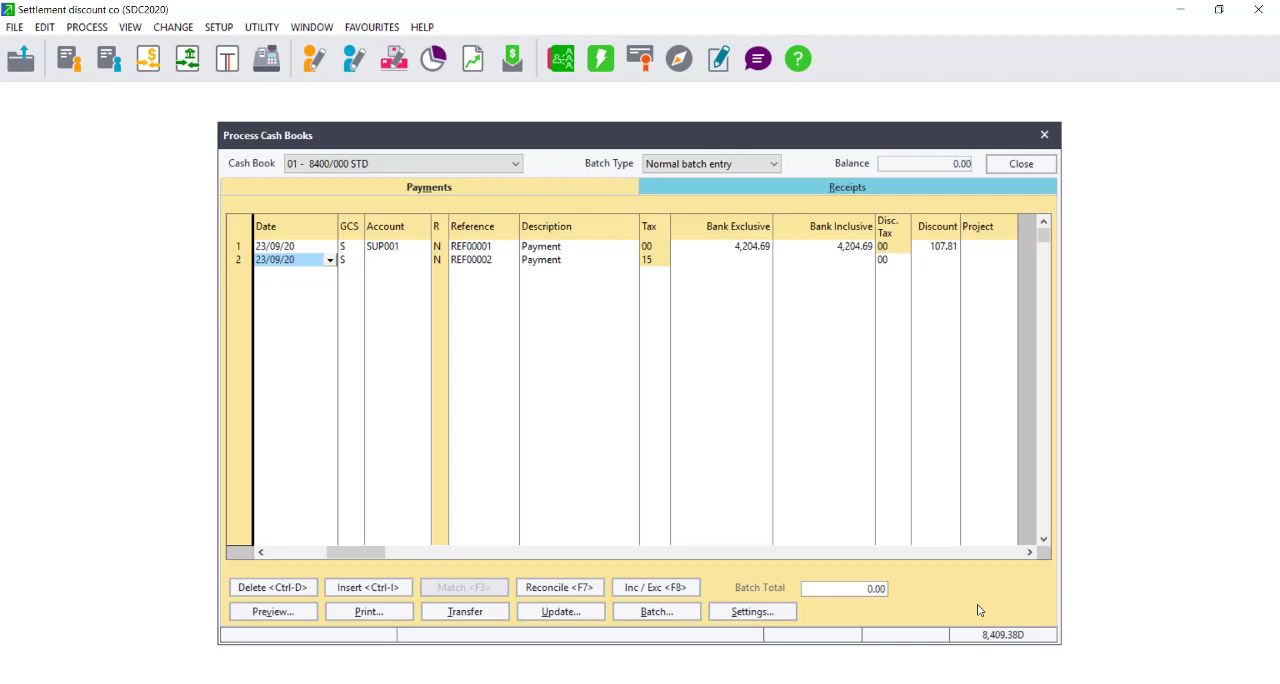 Settlement discount co (SDC2020)
FILE EDIT PROCESS VIEW CHANGE SETUP UTILITY WINDOW FAVOURITES HELP
Process Cash Books
Cash Book 01 - 8400/000 STD Batch Type Normal batch entry Balance 0.00 Close
Payments Receipts
Date GCS Account R Reference Description Tax Bank Exclusive Bank Inclusive Disc. Tax Discount Project
1 23/09/20 S SUP001 N REF00001 Payment 00 4,204.69 4,204.69 00 107.81
2 23/09/20 S N REF00002 Payment 15 00
Delete <Ctrl-D> Insert <Ctrl-I> Match <F3> Reconcile <F7> Inc / Exc <F8> Batch Total 0.00
Preview... Print... Transfer Update... Batch... Settings...
8,409.38D